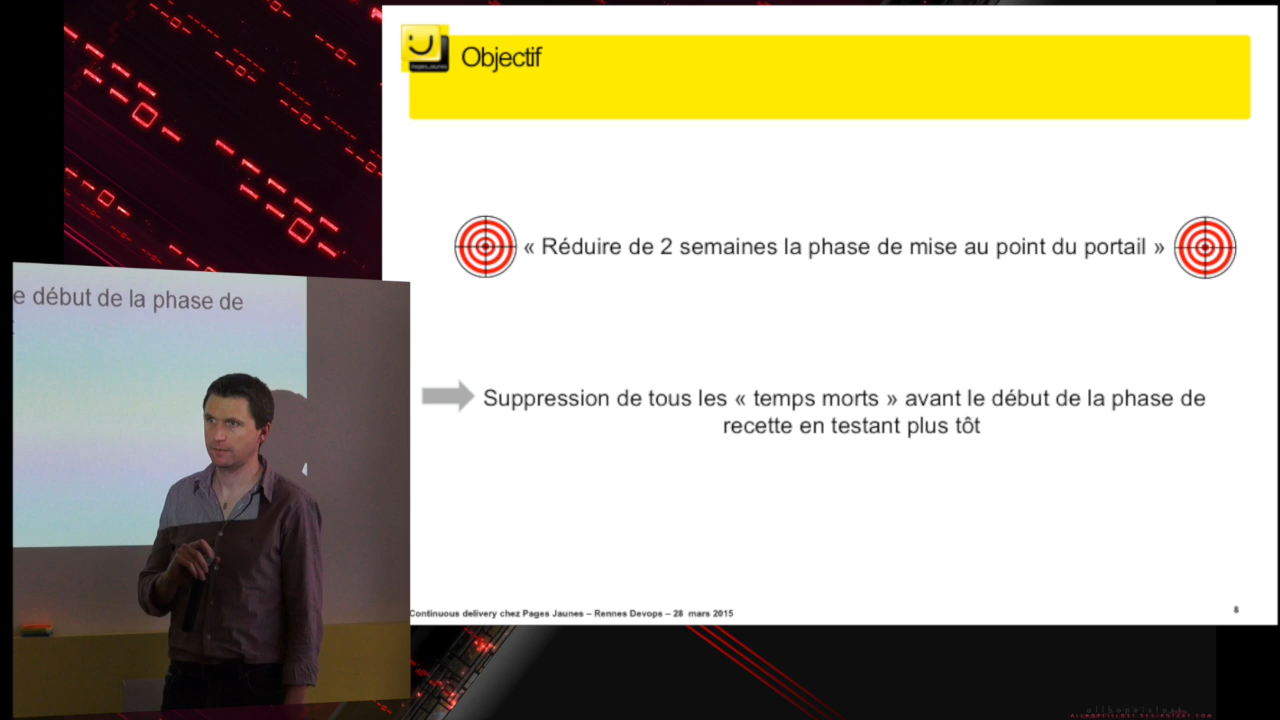 Objectif
PagesJaunes
« Réduire de 2 semaines la phase de mise au point du portail »
Suppression de tous les « temps morts » avant le début de la phase de
recette en testant plus tôt
Continuous delivery chez Pages Jaunes – Rennes Devops – 28 mars 2015
8
e début de la phase de